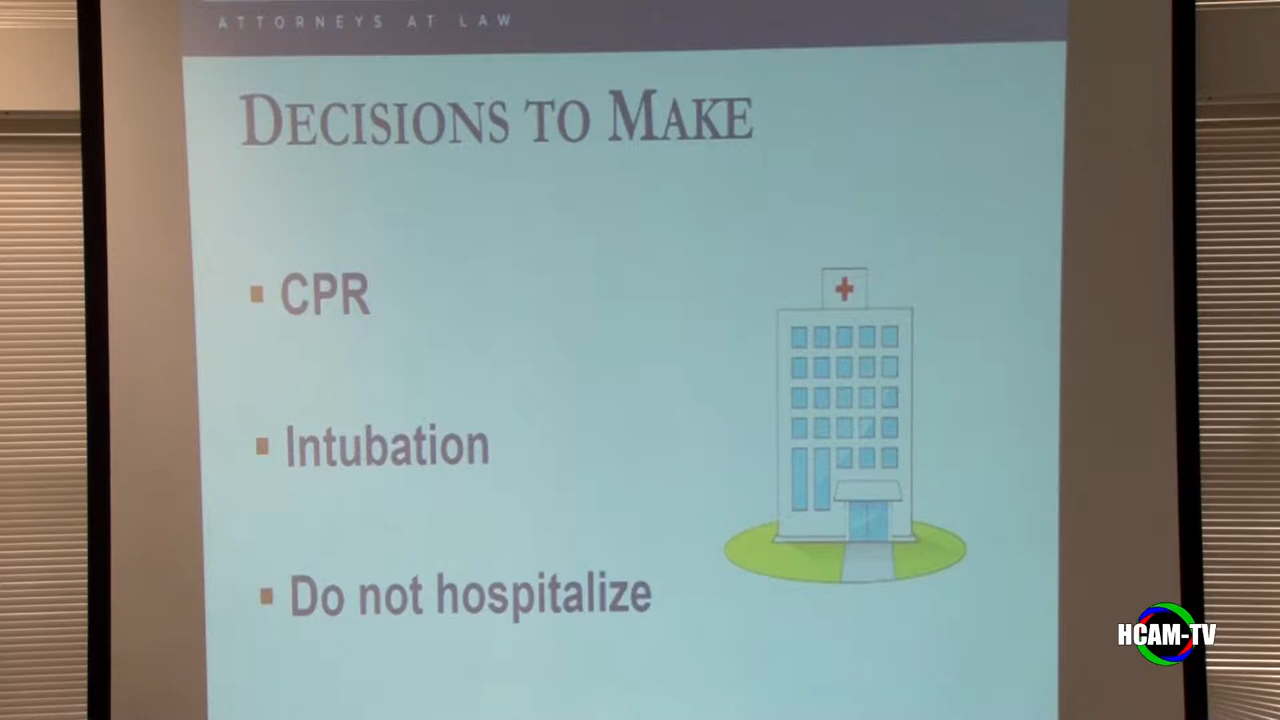 ATTORNEYS AT LAW
DECISIONS TO MAKE
CPR
Intubation
Do not hospitalize
HCAM-TV